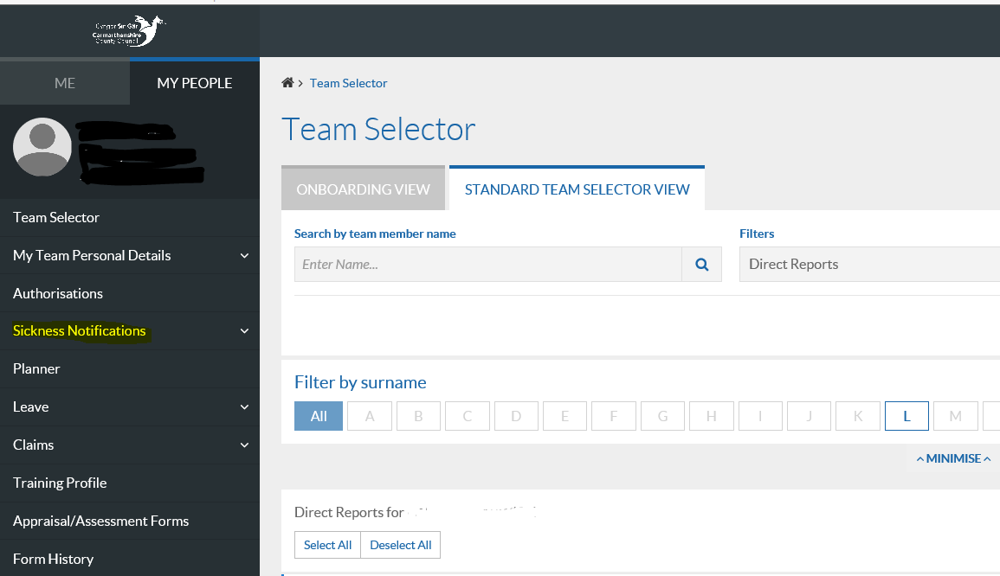 Cyngor Sir Gâr
Carmarthenshire
County Council
ME
MY PEOPLE
Team Selector
My Team Personal Details
Authorisations
Sickness Notifications
Planner
Leave
Claims
Training Profile
Appraisal/Assessment Forms
Form History
Team Selector
Team Selector
ONBOARDING VIEW
STANDARD TEAM SELECTOR VIEW
Search by team member name
Filters
Enter Name...
Direct Reports
Filter by surname
All A B C D E F G H I J K L M
MINIMISE
Direct Reports for
Select All Deselect All